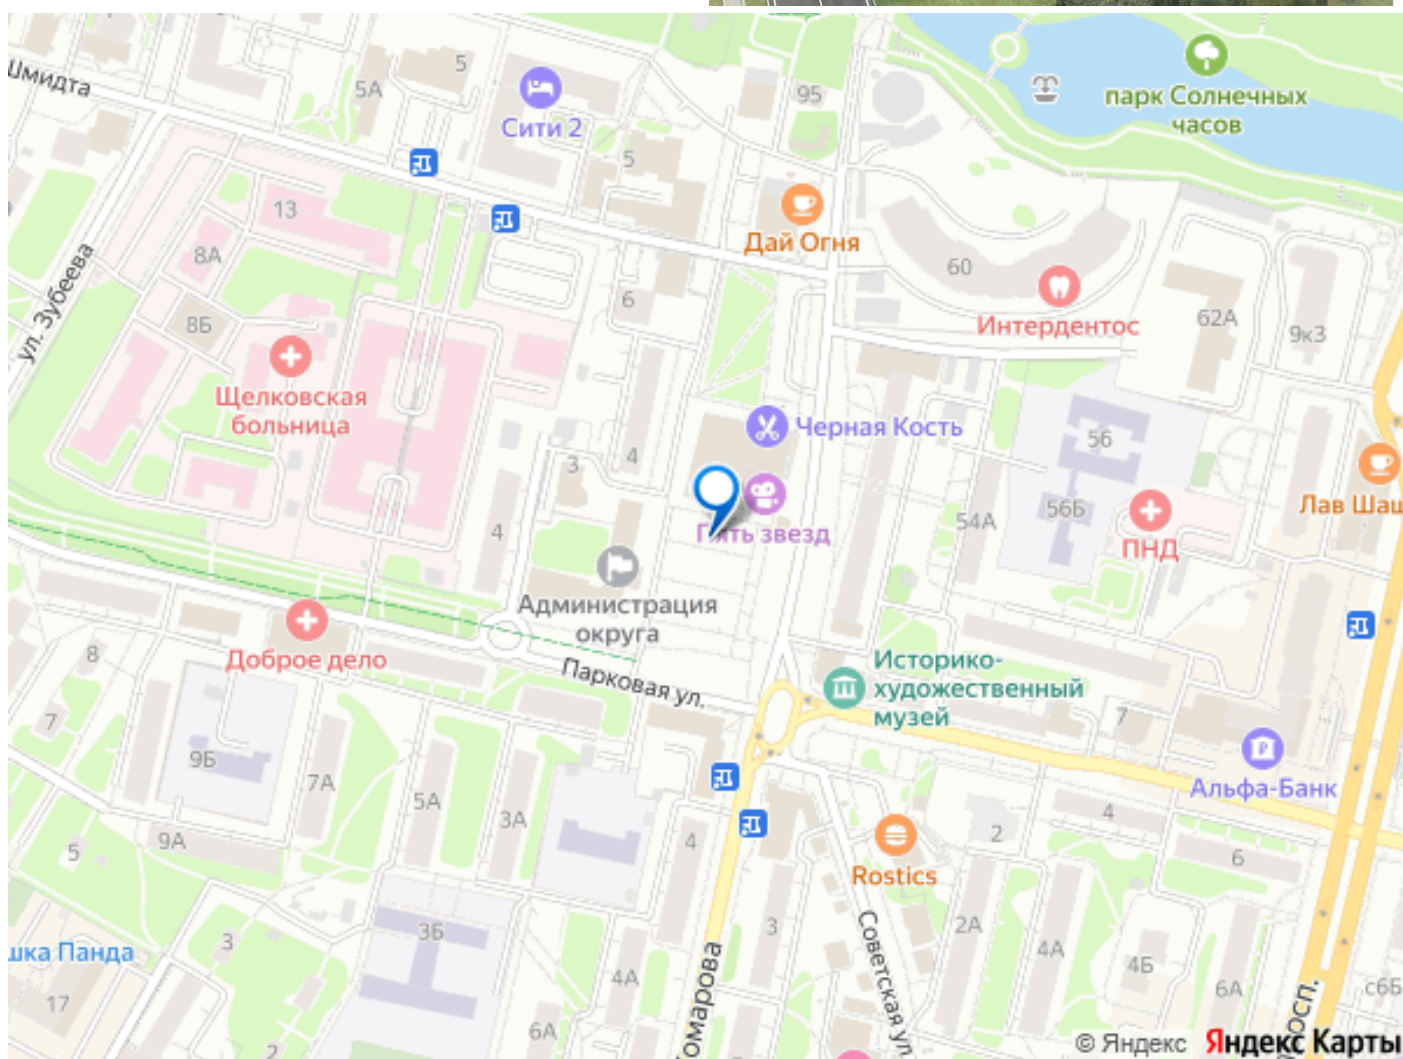 Шмидта
5
5А
Сити 2
95
парк Солнечных
часов
5
13
Дай Огня
8А
60
ул. Зубеева
6
Интердентос
62А
9к3
8Б
Щелковская
больница
Черная Кость
56
4
3
Лав Шаш
56Б
54А
4
Пять звезд
ПНД
Администрация
округа
Доброе дело
8
Парковая ул.
Историко-
художественный
музей
7
7
9Б
7А
5А
3А
Альфа-Банк
4
2
4
9А
5
6
Rostics
3
3Б
3
2А
Советская ул.
4А
шка Панда
4Б
4А
6А
с6Б
17
Комарова
6А
2
росп.
© Яндекс Яндекс Карты